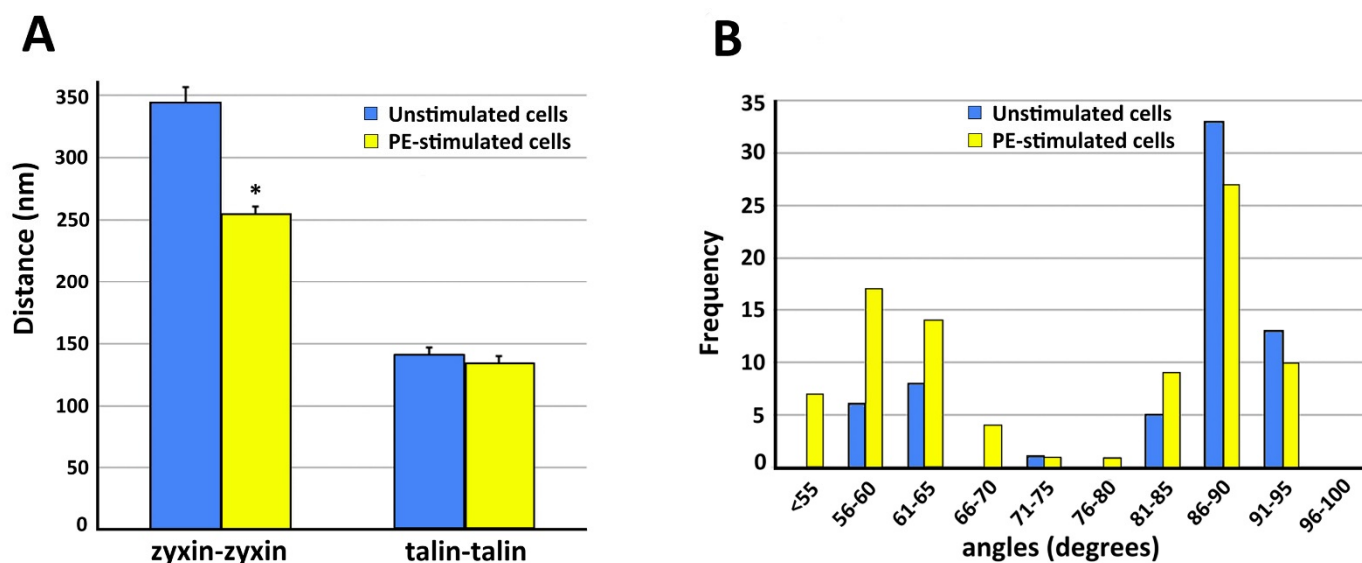 A
Distance (nm)
350
300
250
200
150
100
50
0
Unstimulated cells
PE-stimulated cells
*
zyxin-zyxin
talin-talin
B
Frequency
35
30
25
20
15
10
5
0
Unstimulated cells
PE-stimulated cells
<55
56-60
61-65
66-70
71-75
76-80
81-85
86-90
91-95
96-100
angles (degrees)